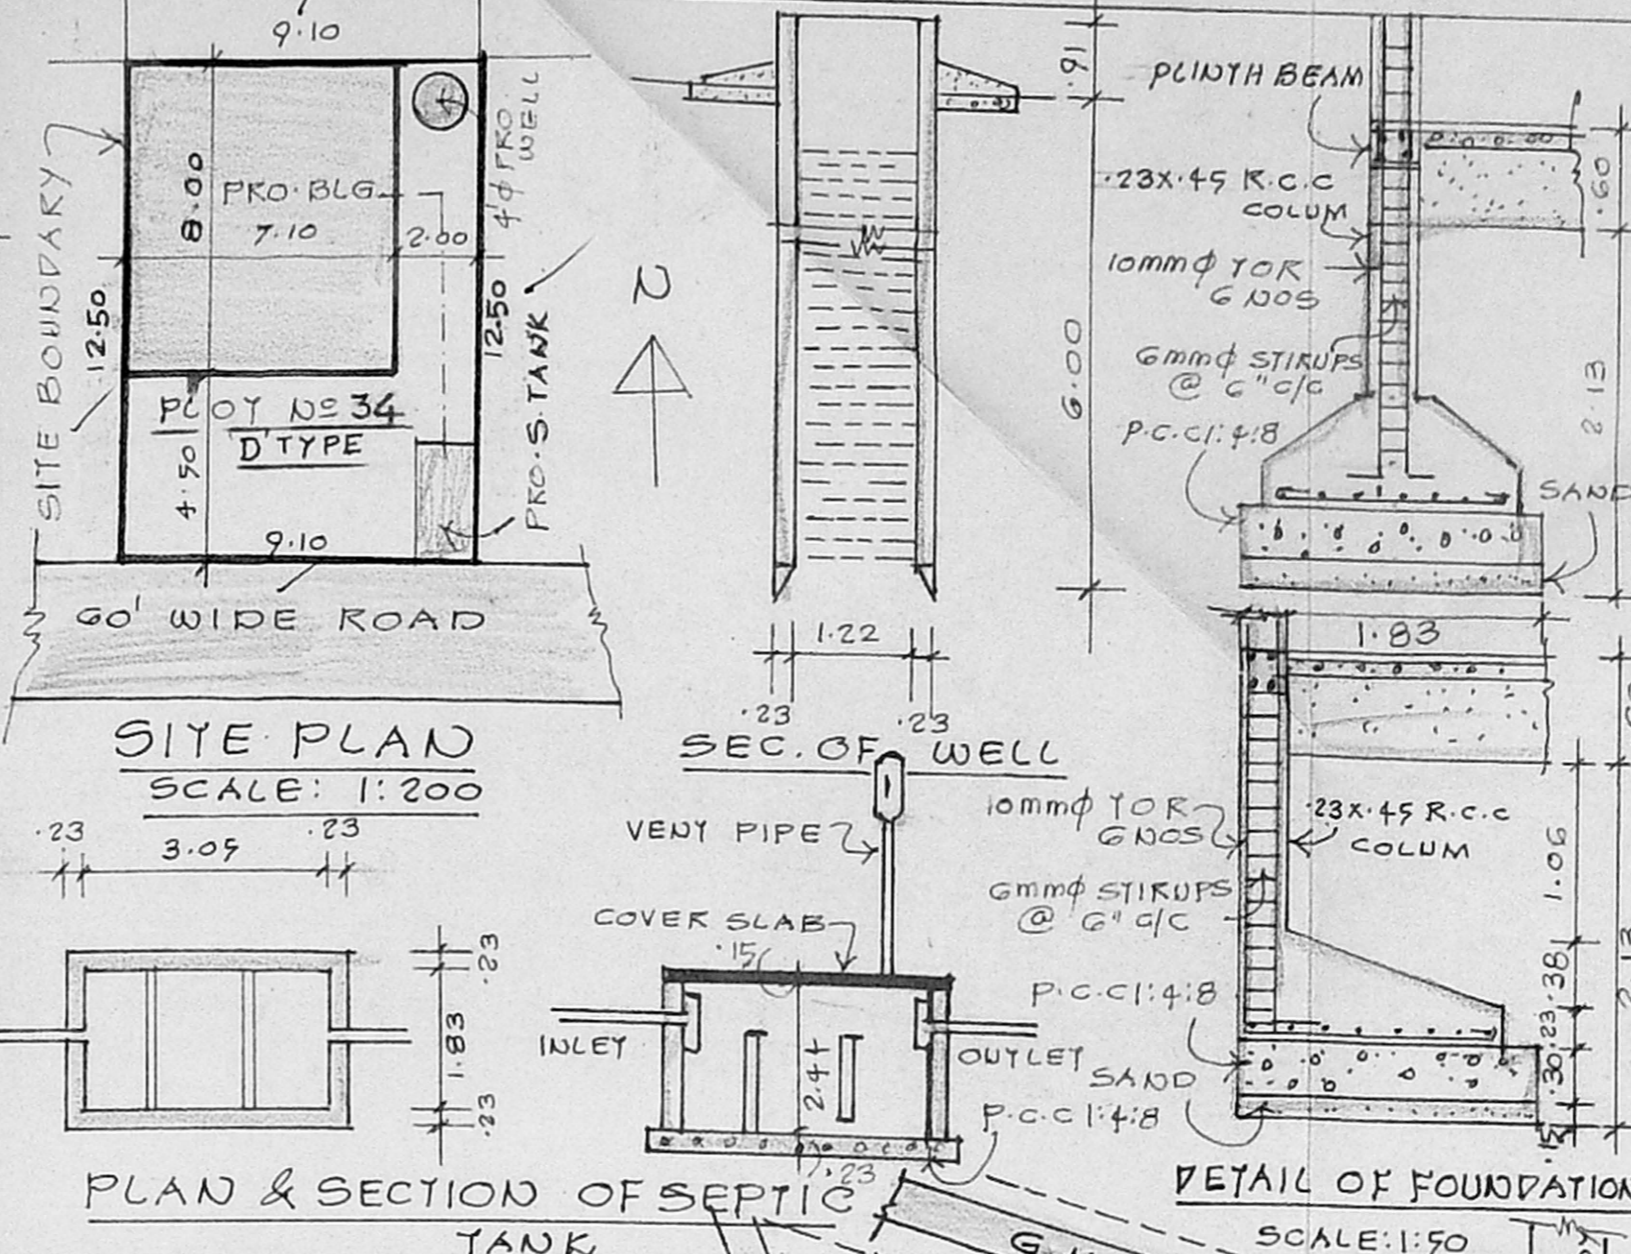 9.10
SITE BOUNDARY
8.00
PRO. BLG
7.10
2.00
4'φ PRO WELL
12.50
12.50
PRO. S. TANK
PLOT Nº 34
D' TYPE
4.50
9.10
60' WIDE ROAD
SITE PLAN
SCALE: 1:200
N
.91
6.00
1.22
.23
.23
SEC. OF WELL
PLINTH BEAM
.23X.45 R.C.C
COLUM
10mmφ TOR
6 NOS
6mmφ STIRUPS
@ 6" C/C
P.C.C 1:4:8
SAND
.60
2.13
1.83
10mmφ TOR
6 NOS
.23X.45 R.C.C
COLUM
6mmφ STIRUPS
@ 6" C/C
P.C.C 1:4:8
SAND
1.06
.38
.23
.30
.15
2.13
DETAIL OF FOUNDATION
SCALE: 1:50
.23
3.05
.23
.23
1.83
.23
VENT PIPE
COVER SLAB
.15
INLET
OUTLET
2.44
P.C.C 1:4:8
.23
PLAN & SECTION OF SEPTIC
TANK